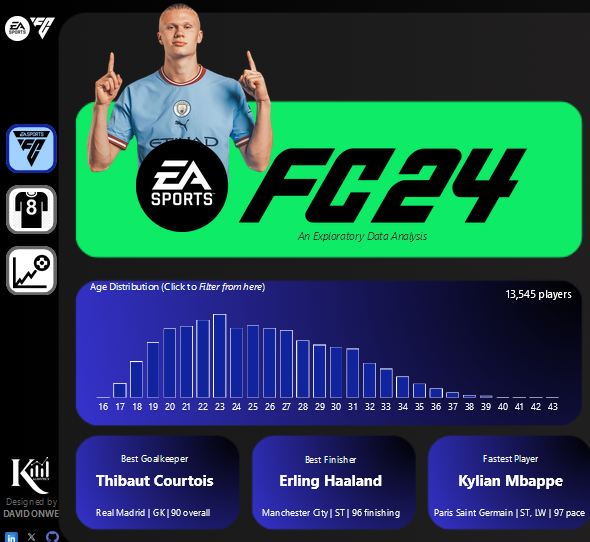 EA
SPORTS
FC
EA SPORTS
FC
8
ETIHAD
EA
SPORTS
FC24
An Exploratory Data Analysis
Age Distribution (Click to Filter from here)
13,545 players
16 17 18 19 20 21 22 23 24 25 26 27 28 29 30 31 32 33 34 35 36 37 38 39 40 41 42 43
Best Goalkeeper
Thibaut Courtois
Real Madrid | GK | 90 overall
Best Finisher
Erling Haaland
Manchester City | ST | 96 finishing
Fastest Player
Kylian Mbappe
Paris Saint Germain | ST, LW | 97 pace
K
Designed by
DAVID ONWE
in
X